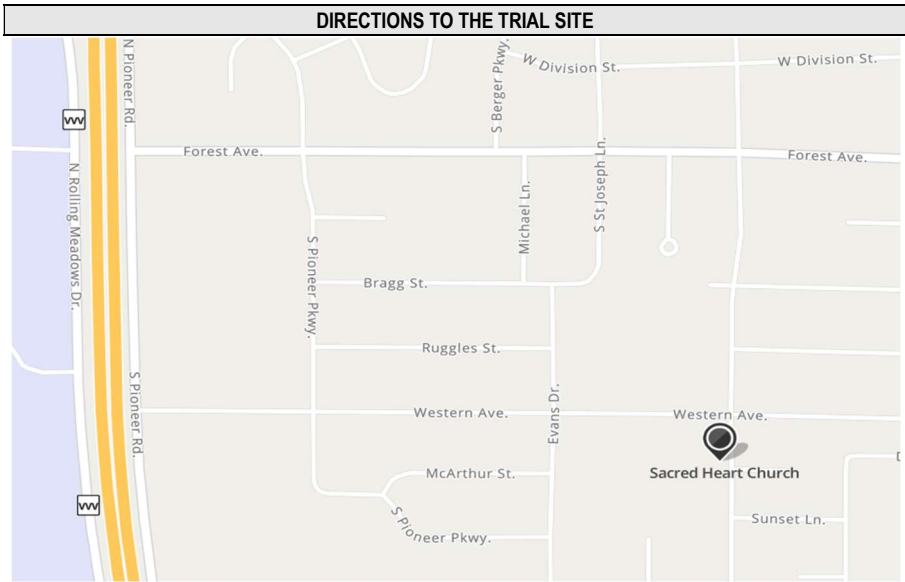 DIRECTIONS TO THE TRIAL SITE
N Pioneer Rd.
S Berger Pkwy.
W Division St.
W Division St.
VVV
Forest Ave.
Forest Ave.
N Rolling Meadows Dr.
Michael Ln.
S St Joseph Ln.
S Pioneer Pkwy.
Bragg St.
Ruggles St.
S Pioneer Rd.
Western Ave.
Evans Dr.
Western Ave.
McArthur St.
Sacred Heart Church
D
VVV
S Pioneer Pkwy.
Sunset Ln.